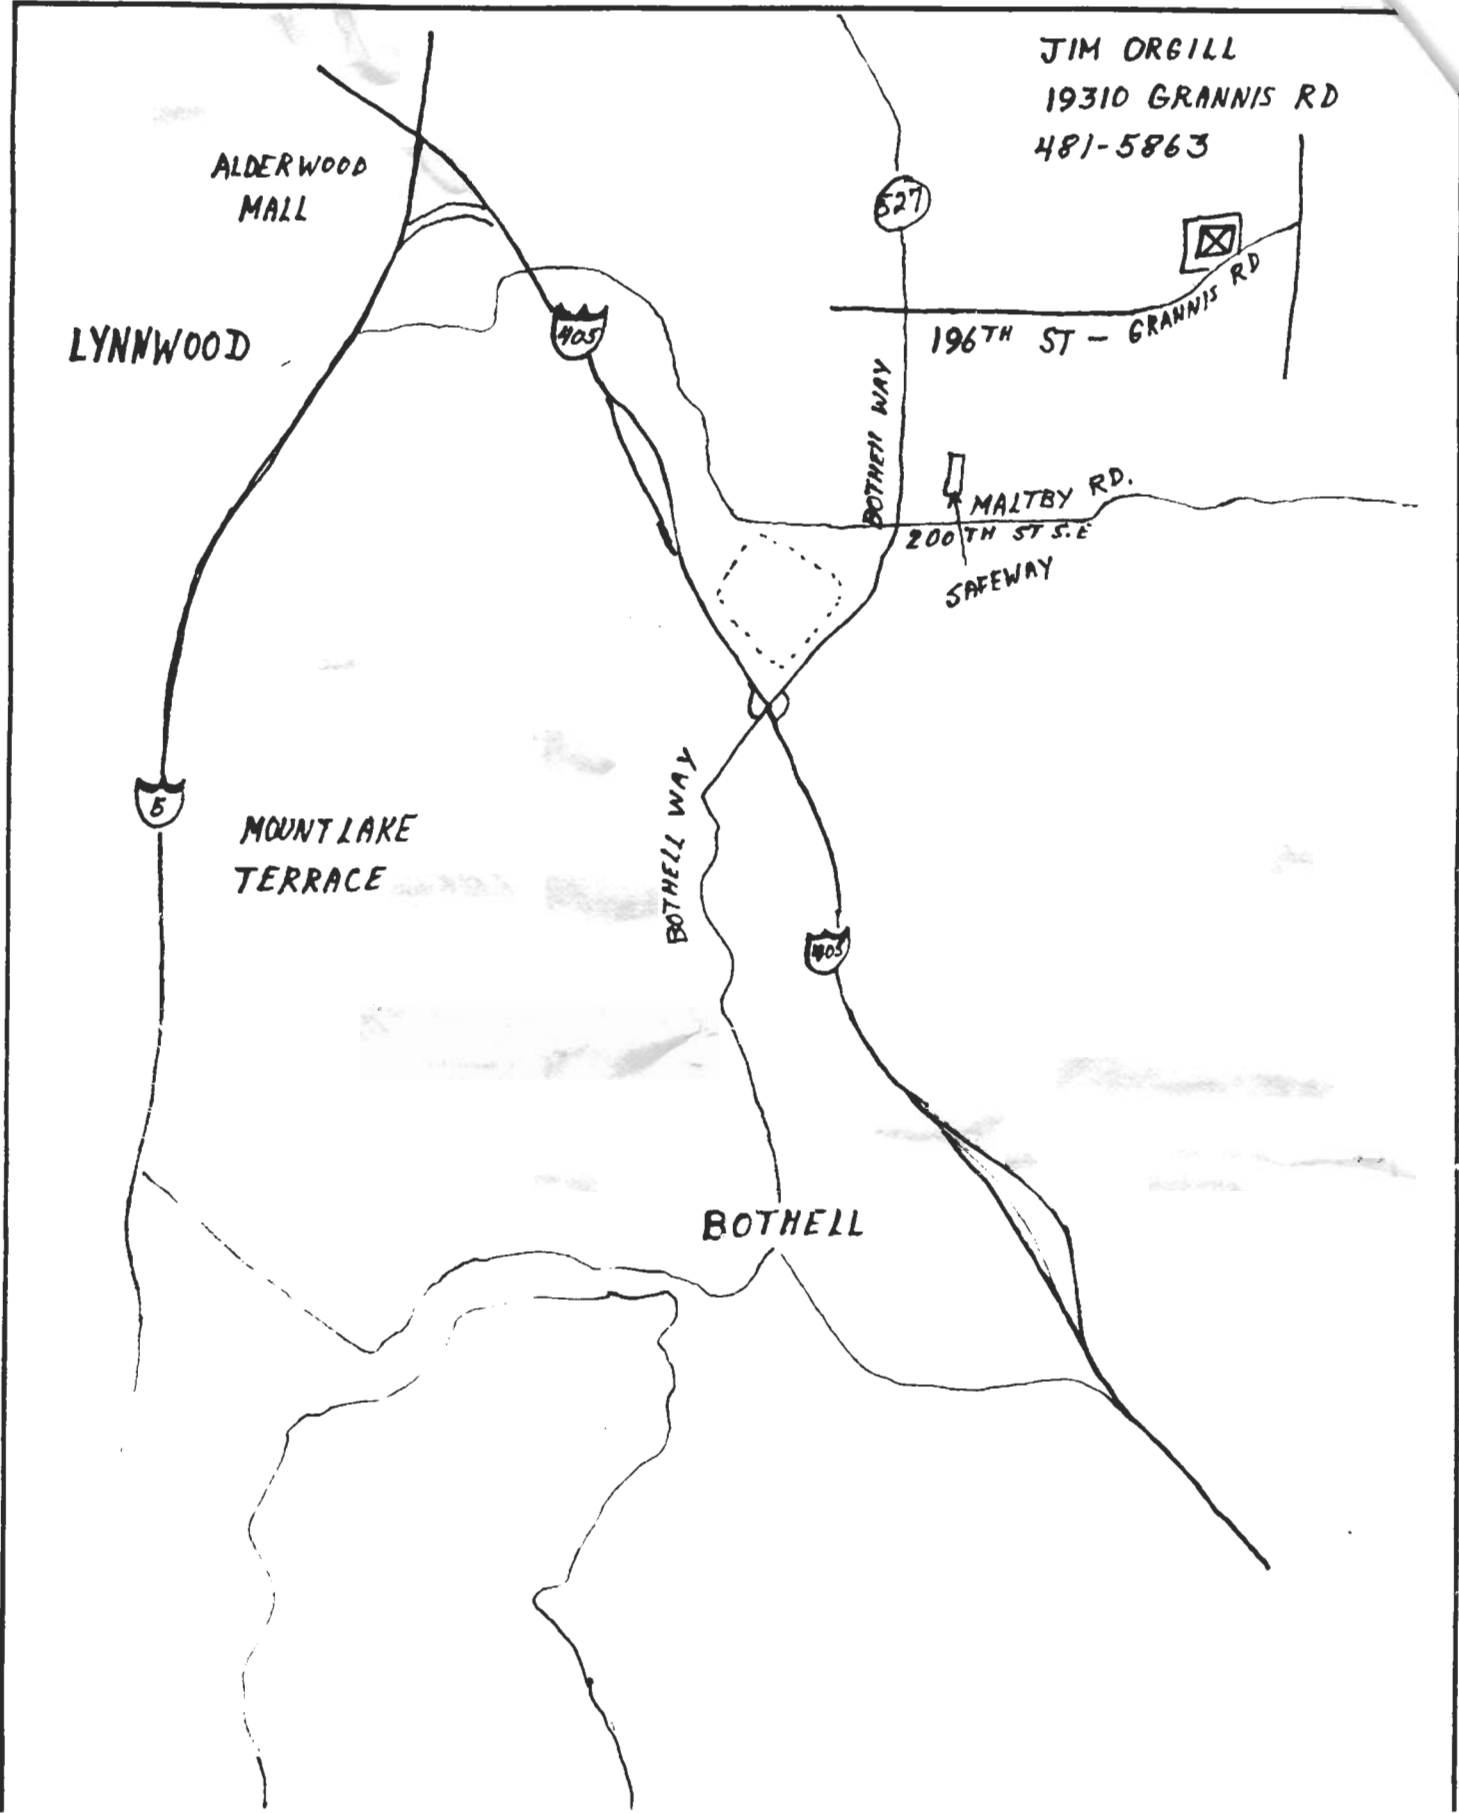 JIM ORGILL
19310 GRANNIS RD
481-5863
ALDERWOOD
MALL
527
LYNNWOOD
405
196TH ST - GRANNIS RD
BOTHELL WAY
MALTBY RD.
200TH ST S.E
SAFEWAY
5
MOUNTLAKE
TERRACE
BOTHELL WAY
405
BOTHELL